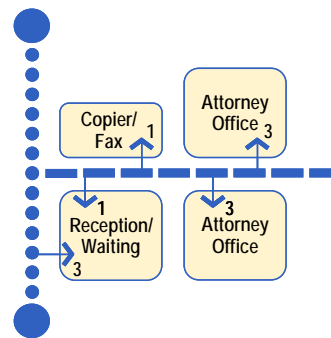 Copier/
Fax
1
Attorney
Office
3
1
Reception/
Waiting
3
3
Attorney
Office